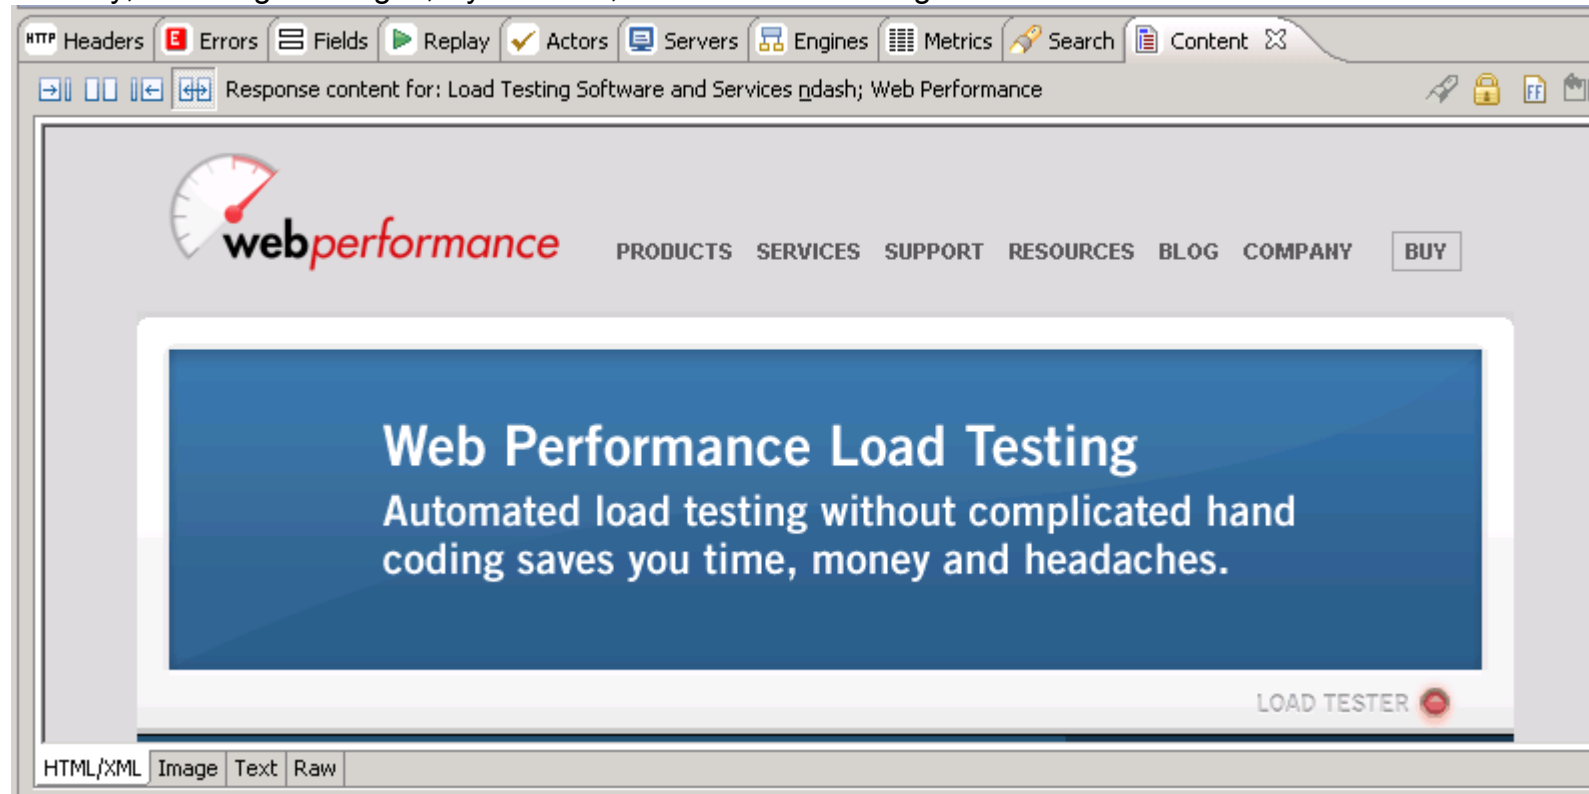 HTTP Headers E Errors Fields Replay Actors Servers Engines Metrics Search Content
Response content for: Load Testing Software and Services ndash; Web Performance FF
webperformance PRODUCTS SERVICES SUPPORT RESOURCES BLOG COMPANY BUY
Web Performance Load Testing
Automated load testing without complicated hand
coding saves you time, money and headaches.
LOAD TESTER
HTML/XML Image Text Raw